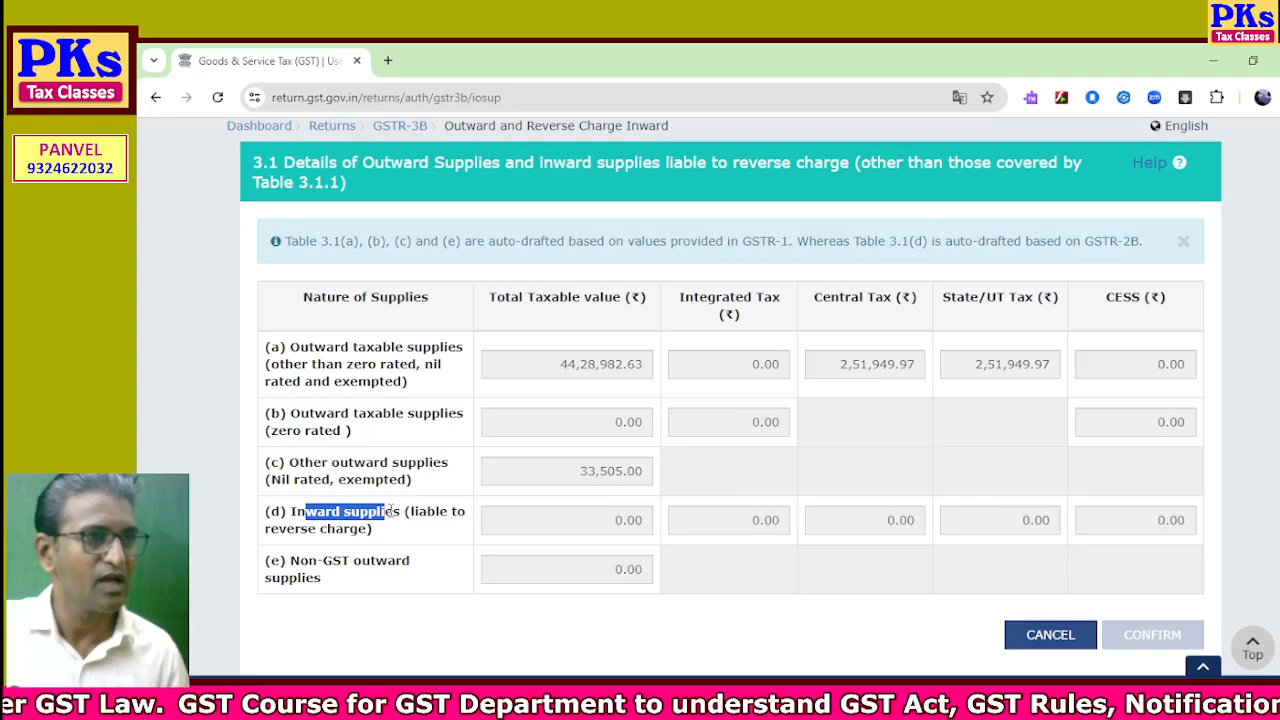 PKs
Tax Classes
PKs
Tax Classes
PANVEL
9324622032
Goods & Service Tax (GST) | Use
return.gst.gov.in/returns/auth/gstr3b/iosup
Dashboard > Returns > GSTR-3B > Outward and Reverse Charge Inward
English
3.1 Details of Outward Supplies and inward supplies liable to reverse charge (other than those covered by
Table 3.1.1)
Help
Table 3.1(a), (b), (c) and (e) are auto-drafted based on values provided in GSTR-1. Whereas Table 3.1(d) is auto-drafted based on GSTR-2B.
Nature of Supplies Total Taxable value (₹) Integrated Tax (₹) Central Tax (₹) State/UT Tax (₹) CESS (₹)
(a) Outward taxable supplies
(other than zero rated, nil
rated and exempted)
44,28,982.63 0.00 2,51,949.97 2,51,949.97 0.00
(b) Outward taxable supplies
(zero rated )
0.00 0.00 0.00
(c) Other outward supplies
(Nil rated, exempted)
33,505.00
(d) Inward supplies (liable to
reverse charge)
0.00 0.00 0.00 0.00 0.00
(e) Non-GST outward
supplies
0.00
CANCEL CONFIRM
Top
er GST Law. GST Course for GST Department to understand GST Act, GST Rules, Notification